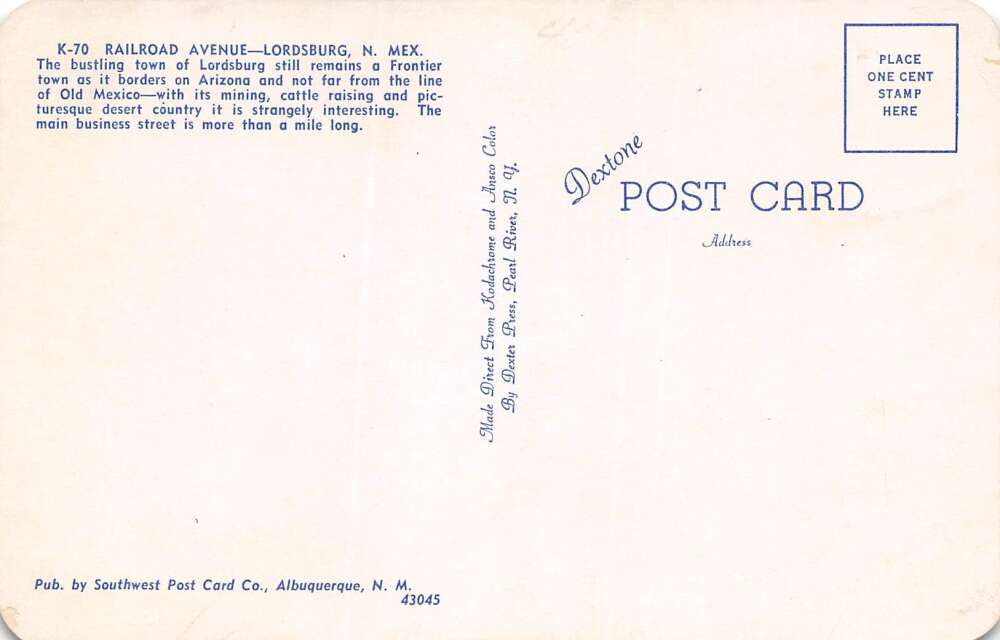 K-70 RAILROAD AVENUE—LORDSBURG, N. MEX.
The bustling town of Lordsburg still remains a Frontier
town as it borders on Arizona and not far from the line
of Old Mexico—with its mining, cattle raising and pic-
turesque desert country it is strangely interesting. The
main business street is more than a mile long.
Pub. by Southwest Post Card Co., Albuquerque, N. M.
43045
Made Direct From Kodachrome and Ansco Color
By Dexter Press, Pearl River, N. Y.
Dextone
POST CARD
Address
PLACE
ONE CENT
STAMP
HERE